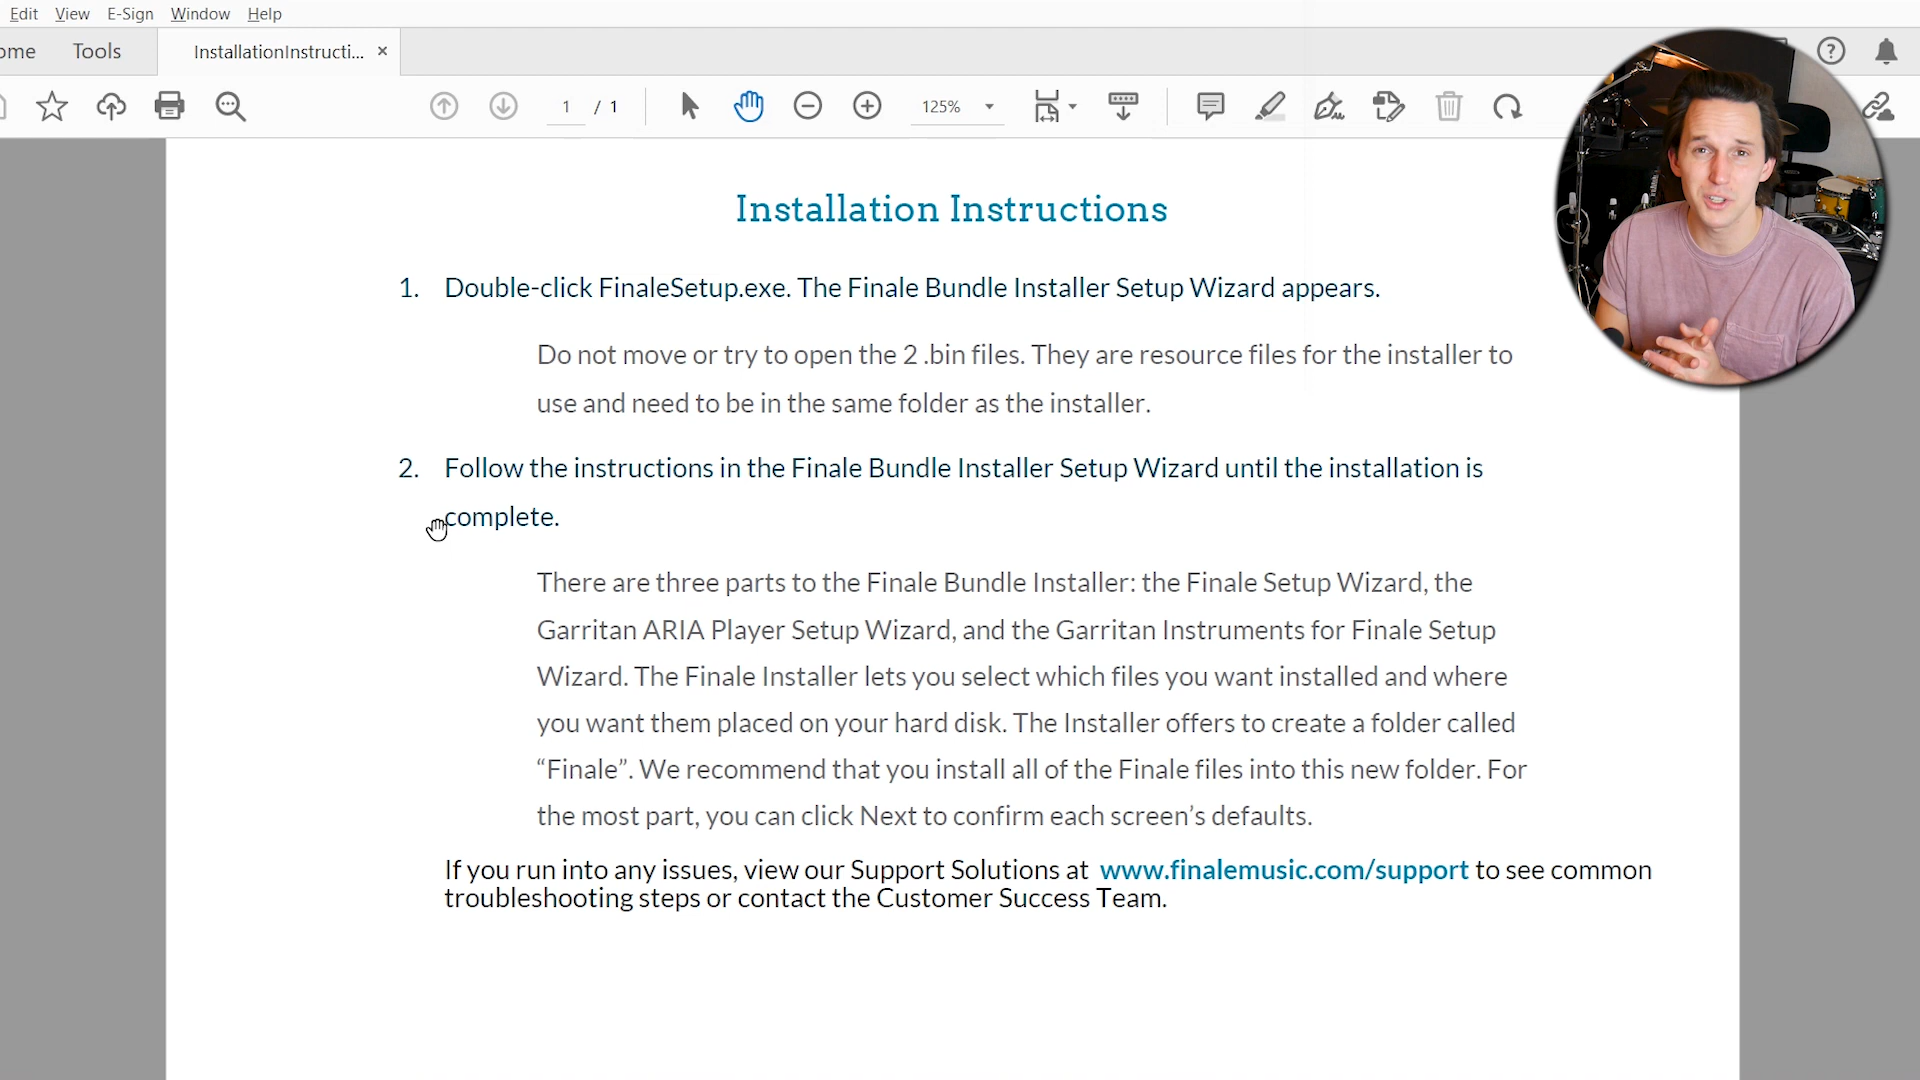 Edit View E-Sign Window Help
ome Tools InstallationInstructi... ×
1 / 1 125%
Installation Instructions
1. Double-click FinaleSetup.exe. The Finale Bundle Installer Setup Wizard appears.
Do not move or try to open the 2 .bin files. They are resource files for the installer to
use and need to be in the same folder as the installer.
2. Follow the instructions in the Finale Bundle Installer Setup Wizard until the installation is
complete.
There are three parts to the Finale Bundle Installer: the Finale Setup Wizard, the
Garritan ARIA Player Setup Wizard, and the Garritan Instruments for Finale Setup
Wizard. The Finale Installer lets you select which files you want installed and where
you want them placed on your hard disk. The Installer offers to create a folder called
“Finale”. We recommend that you install all of the Finale files into this new folder. For
the most part, you can click Next to confirm each screen’s defaults.
If you run into any issues, view our Support Solutions at www.finalemusic.com/support to see common
troubleshooting steps or contact the Customer Success Team.